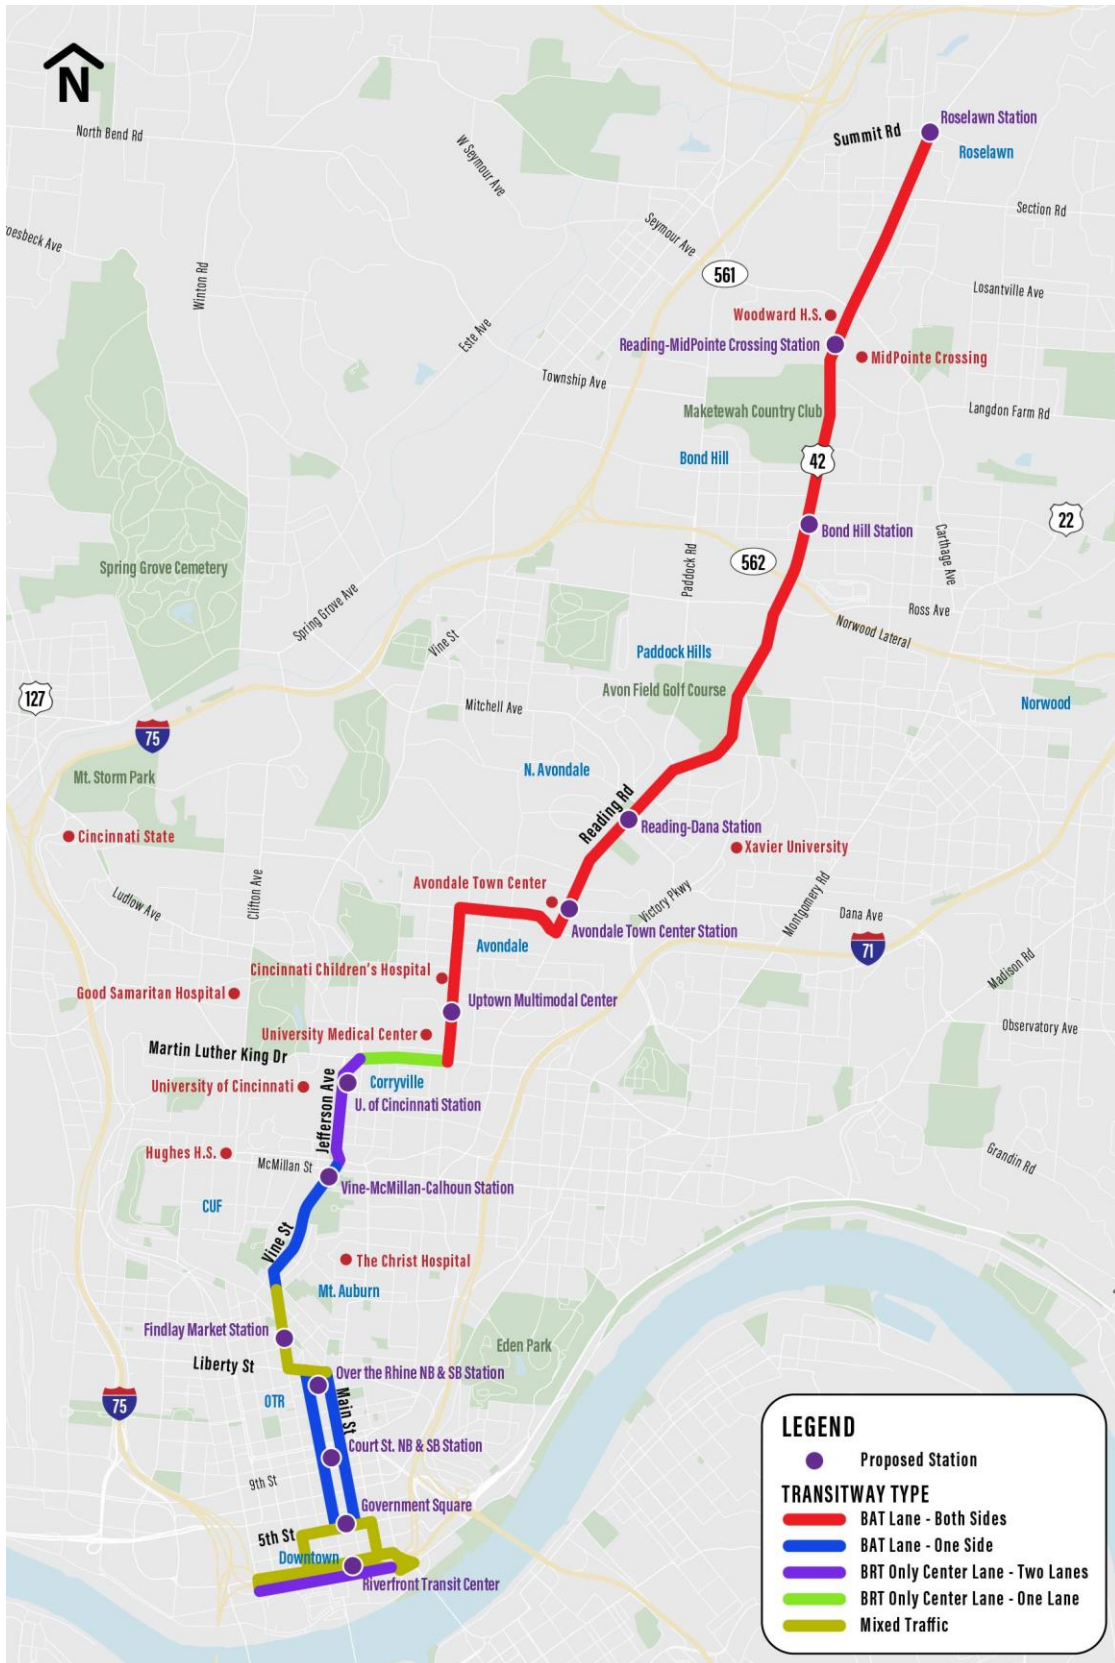 N
North Bend Rd
W Seymour Ave
Summit Rd
Roselawn Station
Roselawn
Section Rd
Seymour Ave
oesbeck Ave
Winton Rd
561
Losantville Ave
Woodward H.S.
Este Ave
Reading-MidPointe Crossing Station
MidPointe Crossing
Township Ave
Maketewah Country Club
Langdon Farm Rd
Bond Hill
42
22
Bond Hill Station
Carthage Ave
Paddock Rd
562
Spring Grove Cemetery
Spring Grove Ave
Ross Ave
Vine St
Norwood Lateral
Paddock Hills
Avon Field Golf Course
127
Mitchell Ave
Norwood
75
Mt. Storm Park
N. Avondale
Reading Rd
Reading-Dana Station
Cincinnati State
Xavier University
Avondale Town Center
Ludlow Ave
Clifton Ave
Victory Pkwy
Montgomery Rd
Dana Ave
Avondale Town Center Station
Avondale
71
Madison Rd
Cincinnati Children's Hospital
Good Samaritan Hospital
Uptown Multimodal Center
University Medical Center
Observatory Ave
Martin Luther King Dr
University of Cincinnati
Jefferson Ave
Corryville
U. of Cincinnati Station
Hughes H.S.
McMillan St
Grandin Rd
Vine-McMillan-Calhoun Station
CUF
Vine St
The Christ Hospital
Mt. Auburn
Findlay Market Station
Eden Park
Liberty St
Over the Rhine NB & SB Station
75
OTR
Main St
Court St. NB & SB Station
9th St
Government Square
5th St
Downtown
Riverfront Transit Center
LEGEND
Proposed Station
TRANSITWAY TYPE
BAT Lane - Both Sides
BAT Lane - One Side
BRT Only Center Lane - Two Lanes
BRT Only Center Lane - One Lane
Mixed Traffic